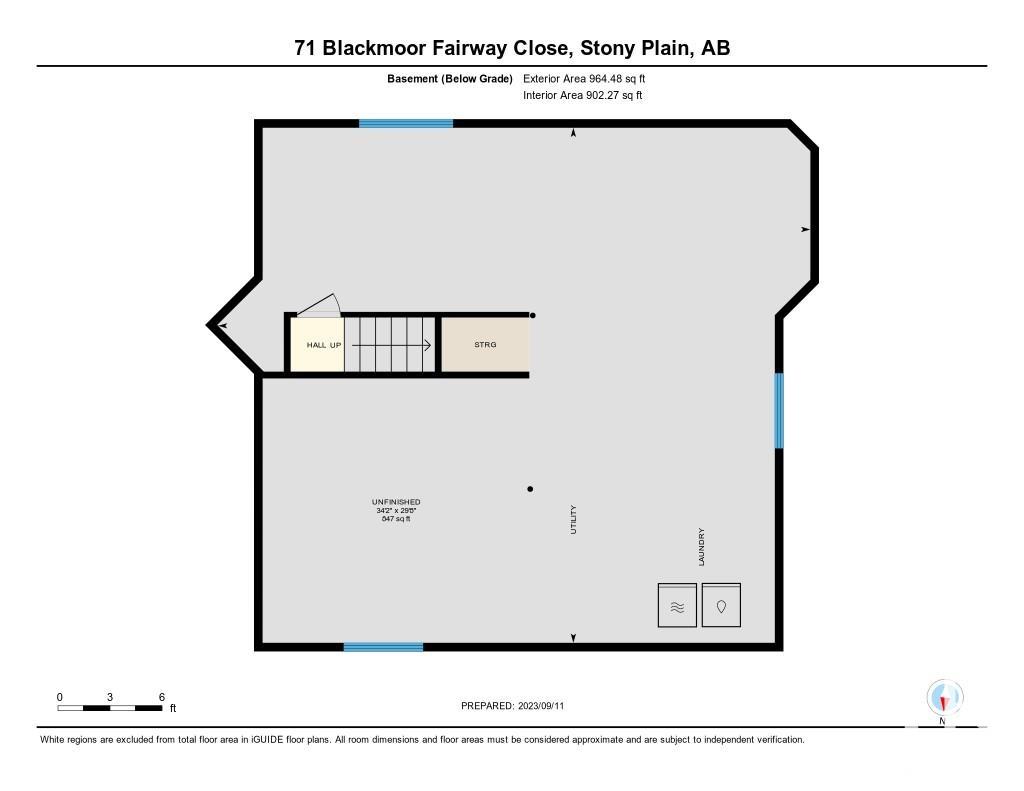 71 Blackmoor Fairway Close, Stony Plain, AB
Basement (Below Grade) Exterior Area 964.48 sq ft
Interior Area 902.27 sq ft
HALL UP
STRG
UNFINISHED
34'2" x
sq ft
UTILITY
LAUNDRY
0 3 6
ft
PREPARED: 2023/09/11
N
White regions are excluded from total floor area in iGUIDE floor plans. All room dimensions and floor areas must be considered approximate and are subject to independent verification.